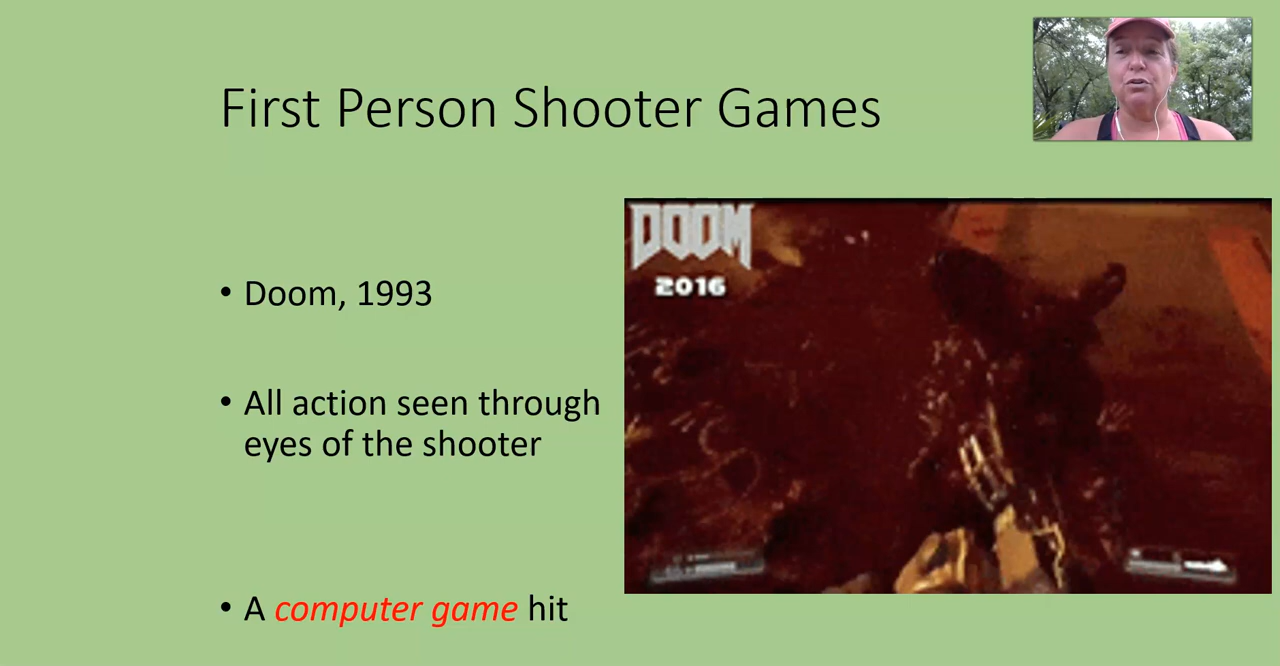 First Person Shooter Games
DOOM
2016
• Doom, 1993
• All action seen through
eyes of the shooter
• A computer game hit